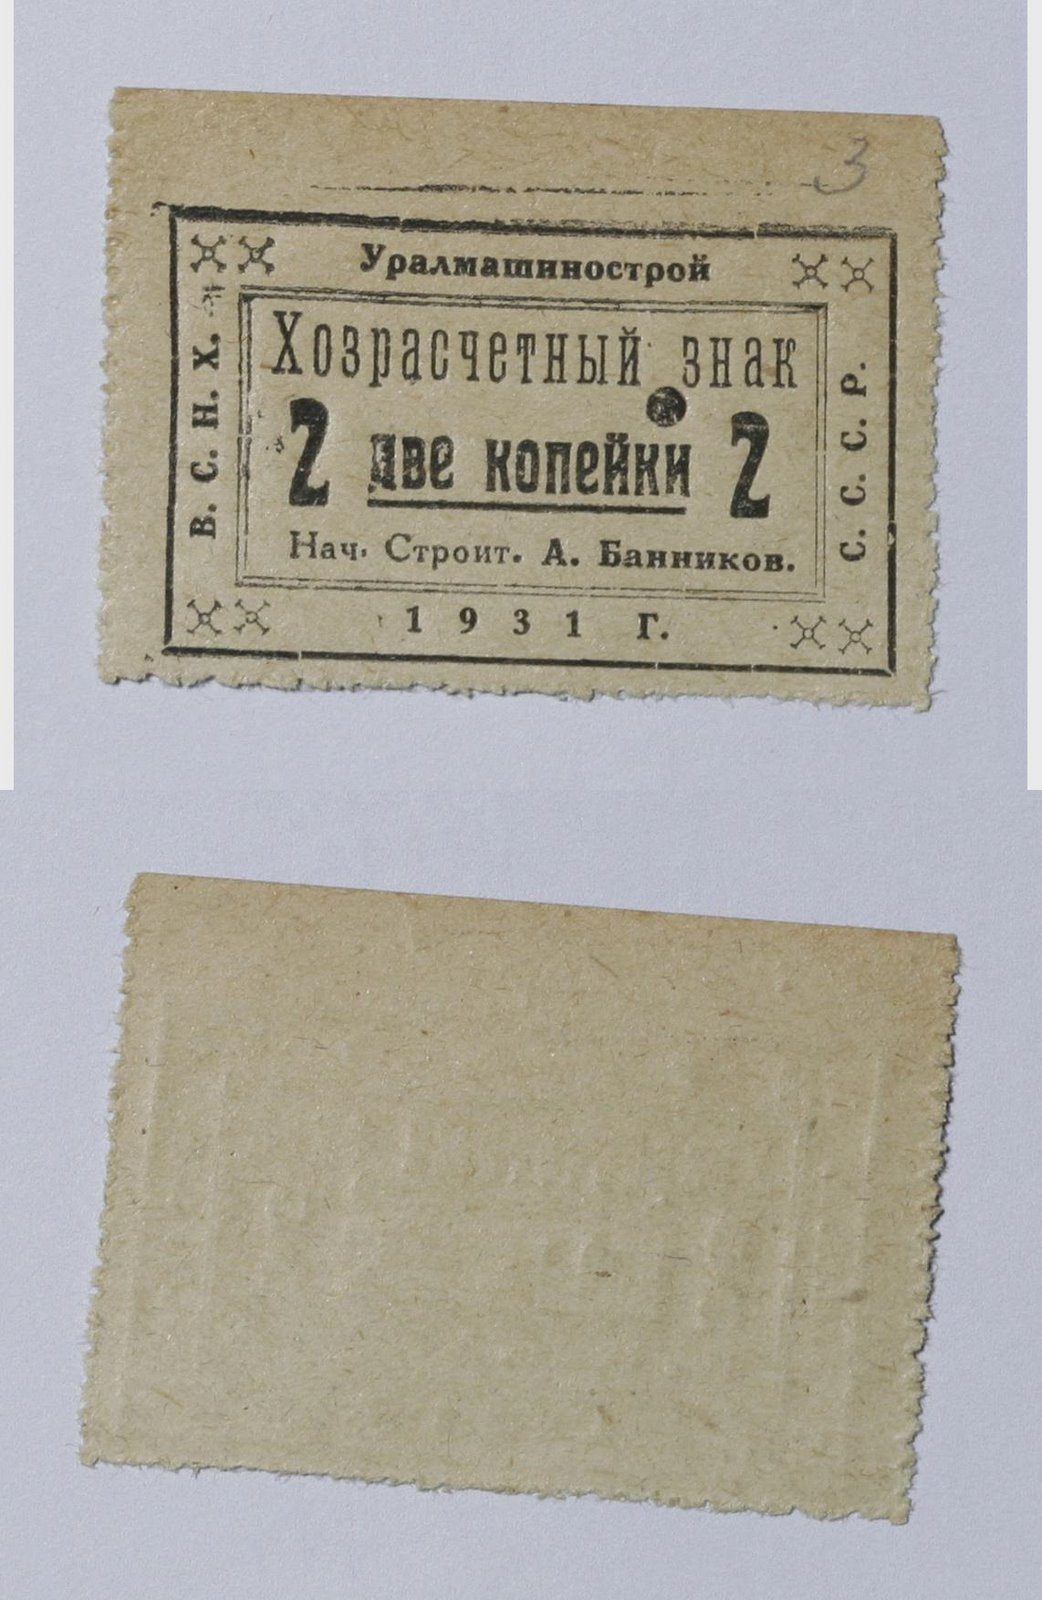 3
Уралмашинострой
В. С. Н. Х.
Хозрасчетный знак
2 две копейки 2
Нач. Строит. А. Банников.
С. С. С. Р.
1931 г.